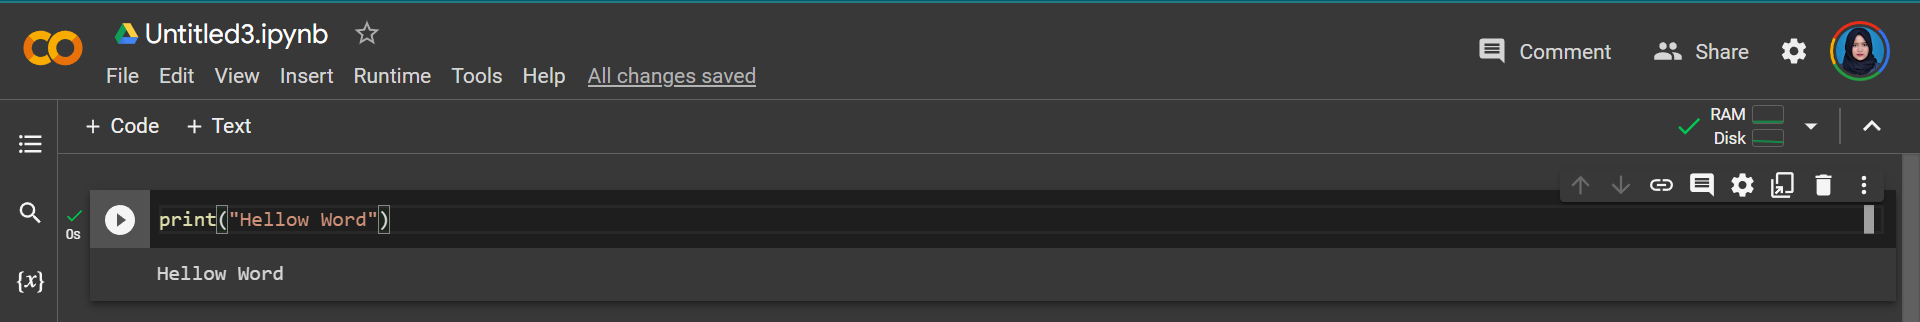 Untitled3.ipynb
File Edit View Insert Runtime Tools Help All changes saved
Comment Share
+ Code + Text
RAM
Disk
{x}
0s
print("Hellow Word")
Hellow Word